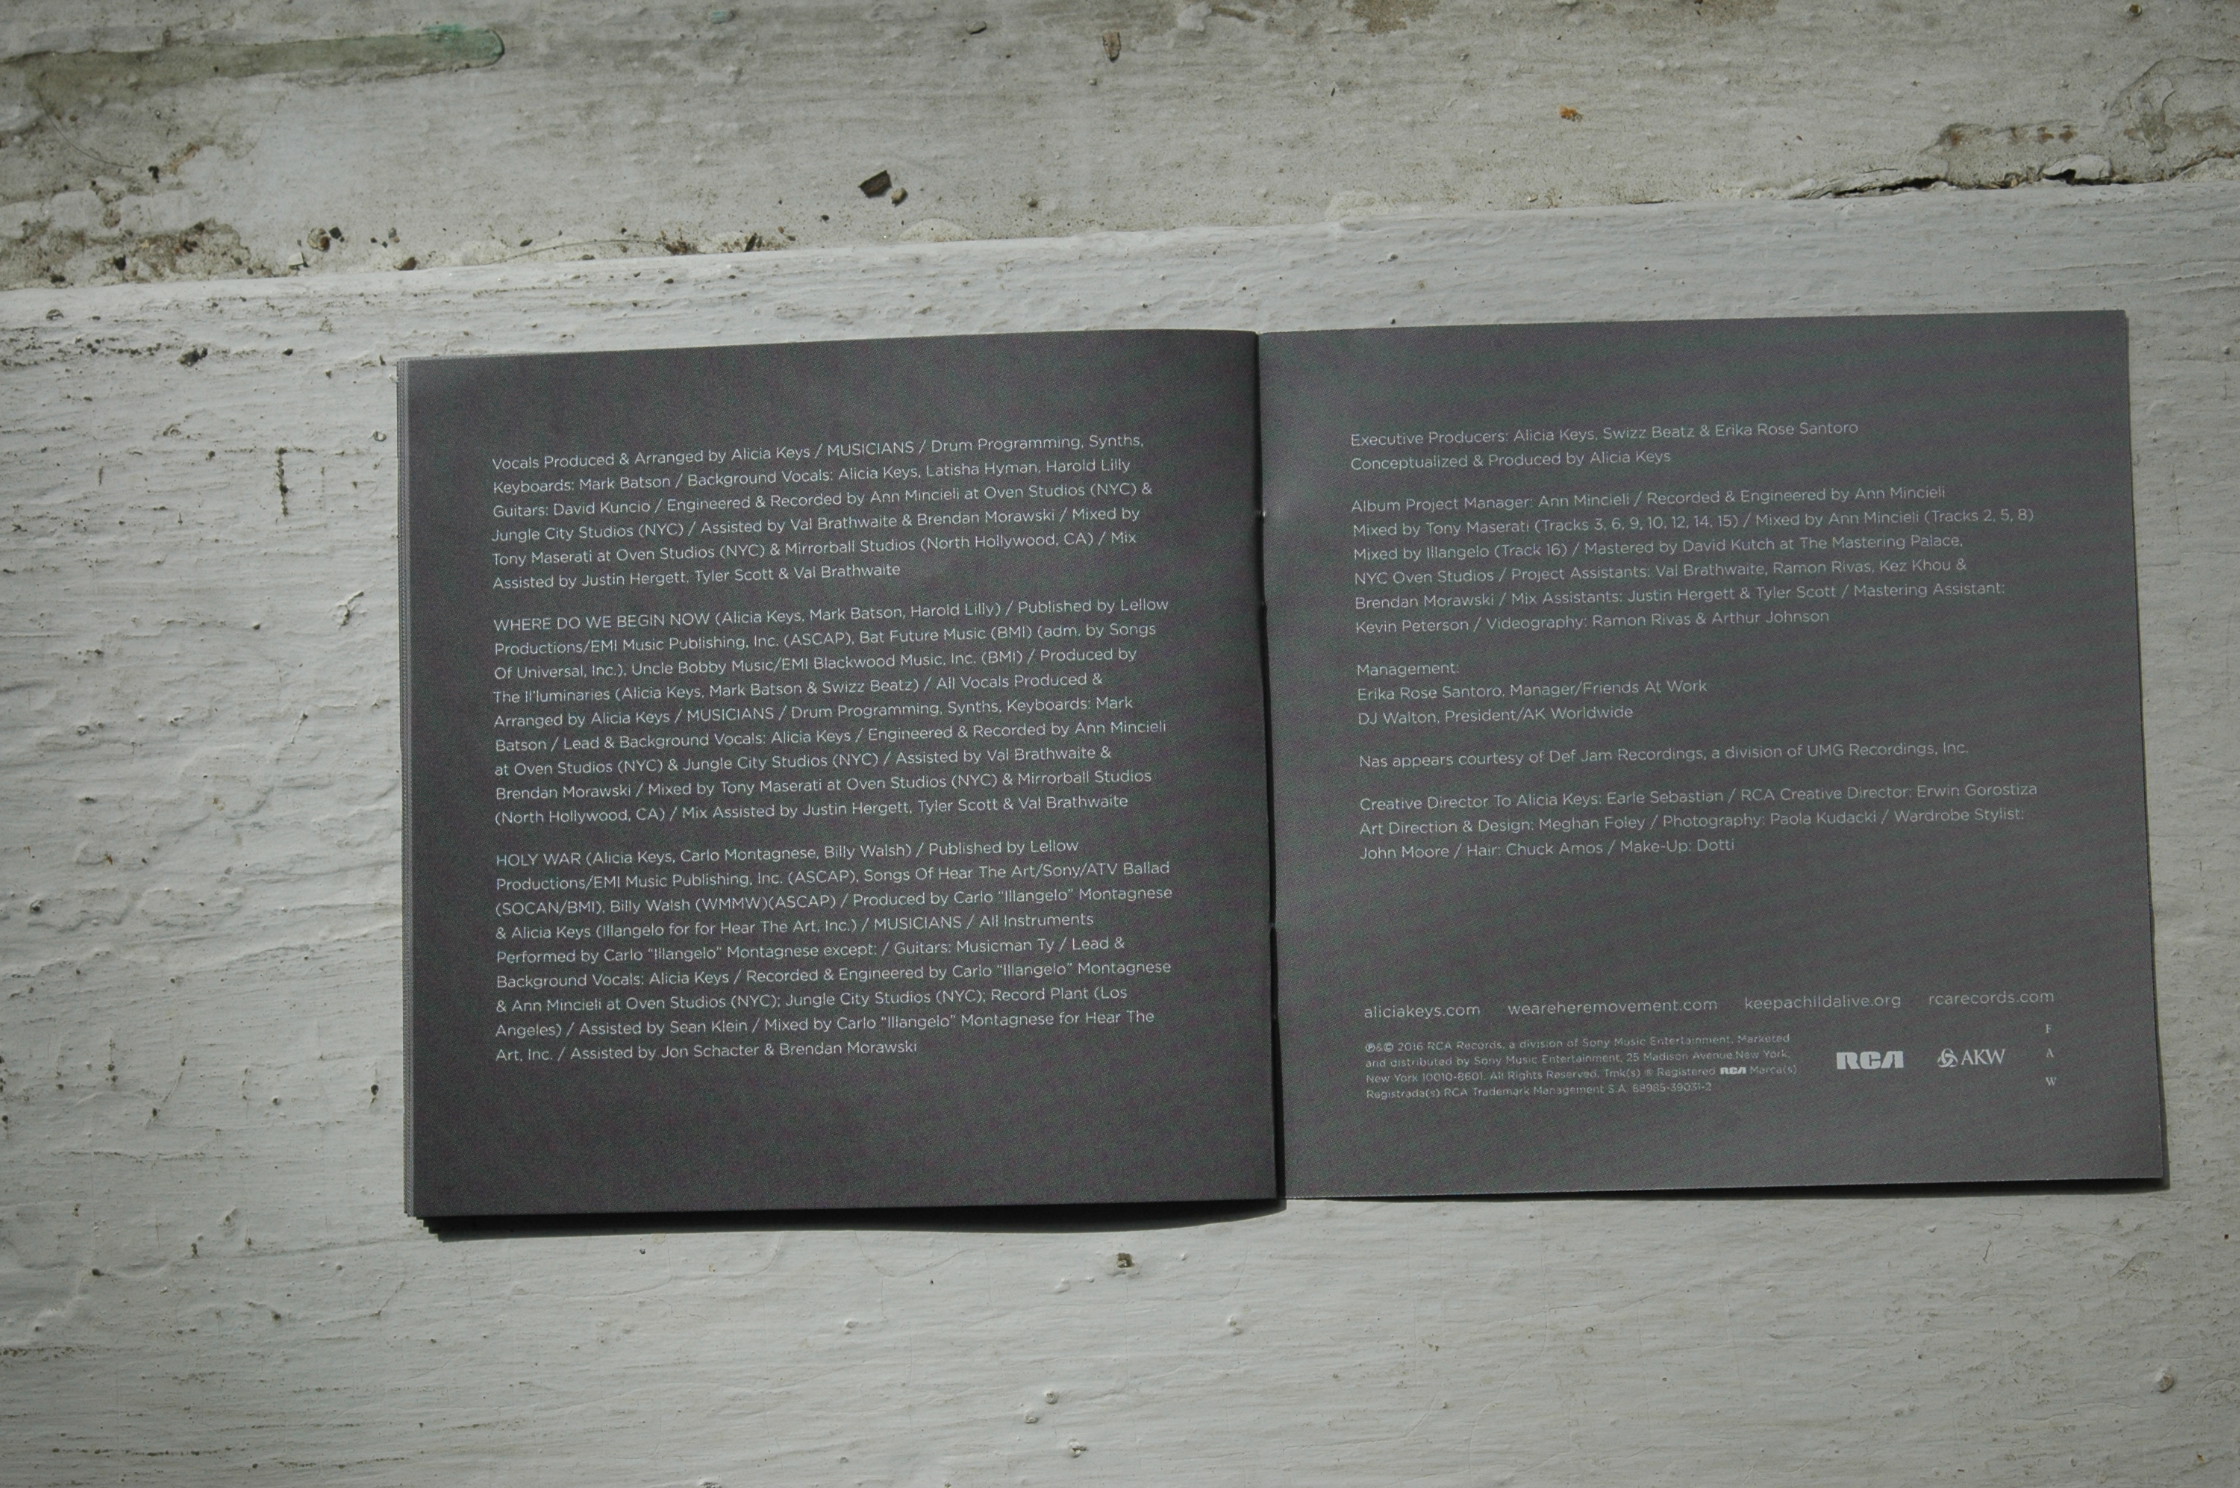 Vocals Produced & Arranged by Alicia Keys / MUSICIANS / Drum Programming, Synths,
Keyboards: Mark Batson / Background Vocals: Alicia Keys, Latisha Hyman, Harold Lilly
Guitars: David Kuncio / Engineered & Recorded by Ann Mincieli at Oven Studios (NYC) &
Jungle City Studios (NYC) / Assisted by Val Brathwaite & Brendan Morawski / Mixed by
Tony Maserati at Oven Studios (NYC) & Mirrorball Studios (North Hollywood, CA) / Mix
Assisted by Justin Hergett, Tyler Scott & Val Brathwaite
WHERE DO WE BEGIN NOW (Alicia Keys, Mark Batson, Harold Lilly) / Published by Lellow
Productions/EMI Music Publishing, Inc. (ASCAP), Bat Future Music (BMI) (adm. by Songs
Of Universal, Inc.), Uncle Bobby Music/EMI Blackwood Music, Inc. (BMI) / Produced by
The Il'luminaries (Alicia Keys, Mark Batson & Swizz Beatz) / All Vocals Produced &
Arranged by Alicia Keys / MUSICIANS / Drum Programming, Synths, Keyboards: Mark
Batson / Lead & Background Vocals: Alicia Keys / Engineered & Recorded by Ann Mincieli
at Oven Studios (NYC) & Jungle City Studios (NYC) / Assisted by Val Brathwaite &
Brendan Morawski / Mixed by Tony Maserati at Oven Studios (NYC) & Mirrorball Studios
(North Hollywood, CA) / Mix Assisted by Justin Hergett, Tyler Scott & Val Brathwaite
HOLY WAR (Alicia Keys, Carlo Montagnese, Billy Walsh) / Published by Lellow
Productions/EMI Music Publishing, Inc. (ASCAP), Songs Of Hear The Art/Sony/ATV Ballad
(SOCAN/BMI), Billy Walsh (WMMW)(ASCAP) / Produced by Carlo "Illangelo" Montagnese
& Alicia Keys (Illangelo for for Hear The Art, Inc.) / MUSICIANS / All Instruments
Performed by Carlo "Illangelo" Montagnese except: / Guitars: Musicman Ty / Lead &
Background Vocals: Alicia Keys / Recorded & Engineered by Carlo "Illangelo" Montagnese
& Ann Mincieli at Oven Studios (NYC); Jungle City Studios (NYC); Record Plant (Los
Angeles) / Assisted by Sean Klein / Mixed by Carlo "Illangelo" Montagnese for Hear The
Art, Inc. / Assisted by Jon Schacter & Brendan Morawski
Executive Producers: Alicia Keys, Swizz Beatz & Erika Rose Santoro
Conceptualized & Produced by Alicia Keys
Album Project Manager: Ann Mincieli / Recorded & Engineered by Ann Mincieli
Mixed by Tony Maserati (Tracks 3, 6, 9, 10, 12, 14, 15) / Mixed by Ann Mincieli (Tracks 2, 5, 8)
Mixed by Illangelo (Track 16) / Mastered by David Kutch at The Mastering Palace,
NYC Oven Studios / Project Assistants: Val Brathwaite, Ramon Rivas, Kez Khou &
Brendan Morawski / Mix Assistants: Justin Hergett & Tyler Scott / Mastering Assistant:
Kevin Peterson / Videography: Ramon Rivas & Arthur Johnson
Management:
Erika Rose Santoro, Manager/Friends At Work
DJ Walton, President/AK Worldwide
Nas appears courtesy of Def Jam Recordings, a division of UMG Recordings, Inc.
Creative Director To Alicia Keys: Earle Sebastian / RCA Creative Director: Erwin Gorostiza
Art Direction & Design: Meghan Foley / Photography: Paola Kudacki / Wardrobe Stylist:
John Moore / Hair: Chuck Amos / Make-Up: Dotti
aliciakeys.com weareheremovement.com keepachildalive.org rcarecords.com
℗&© 2016 RCA Records, a division of Sony Music Entertainment. Marketed
and distributed by Sony Music Entertainment, 25 Madison Avenue New York,
New York 10010-8601. All Rights Reserved. Tmk(s) ® Registered RCA Marca(s)
Registrada(s) RCA Trademark Management S.A. 88985-39031-2
RCA AKW F A W